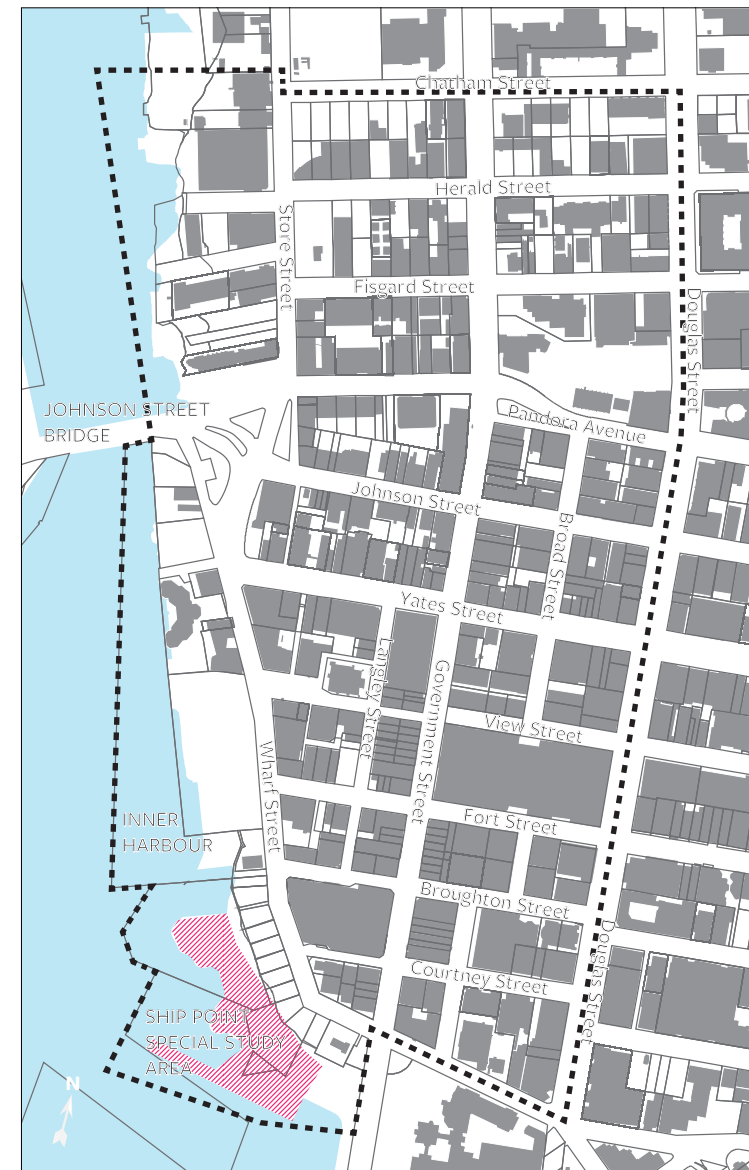 Chatham Street
Herald Street
Store Street
Fisgard Street
Douglas Street
JOHNSON STREET
BRIDGE
Pandora Avenue
Johnson Street
Broad Street
Yates Street
Langley Street
Government Street
View Street
Wharf Street
INNER
HARBOUR
Fort Street
Broughton Street
Douglas Street
Courtney Street
SHIP POINT
SPECIAL STUDY
AREA
N